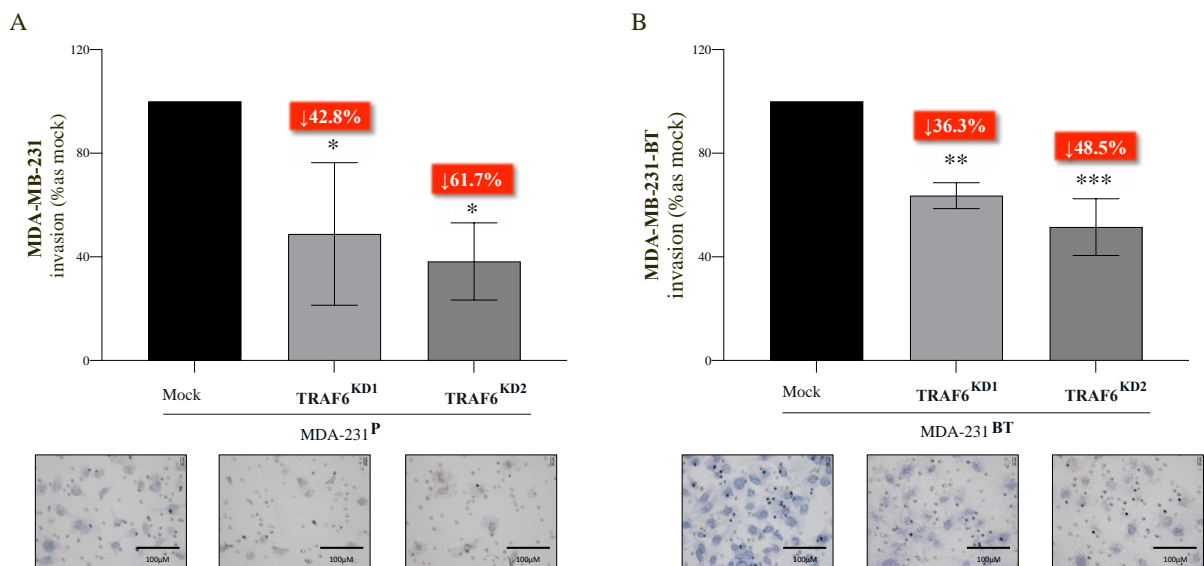 A
120
80
40
0
MDA-MB-231
invasion (% as mock)
↓42.8%
*
↓61.7%
*
Mock
TRAF6KD1
TRAF6KD2
MDA-231P
100μM
100μM
100μM
B
120
80
40
0
MDA-MB-231-BT
invasion (% as mock)
↓36.3%
**
↓48.5%
***
Mock
TRAF6KD1
TRAF6KD2
MDA-231BT
100μM
100μM
100μM